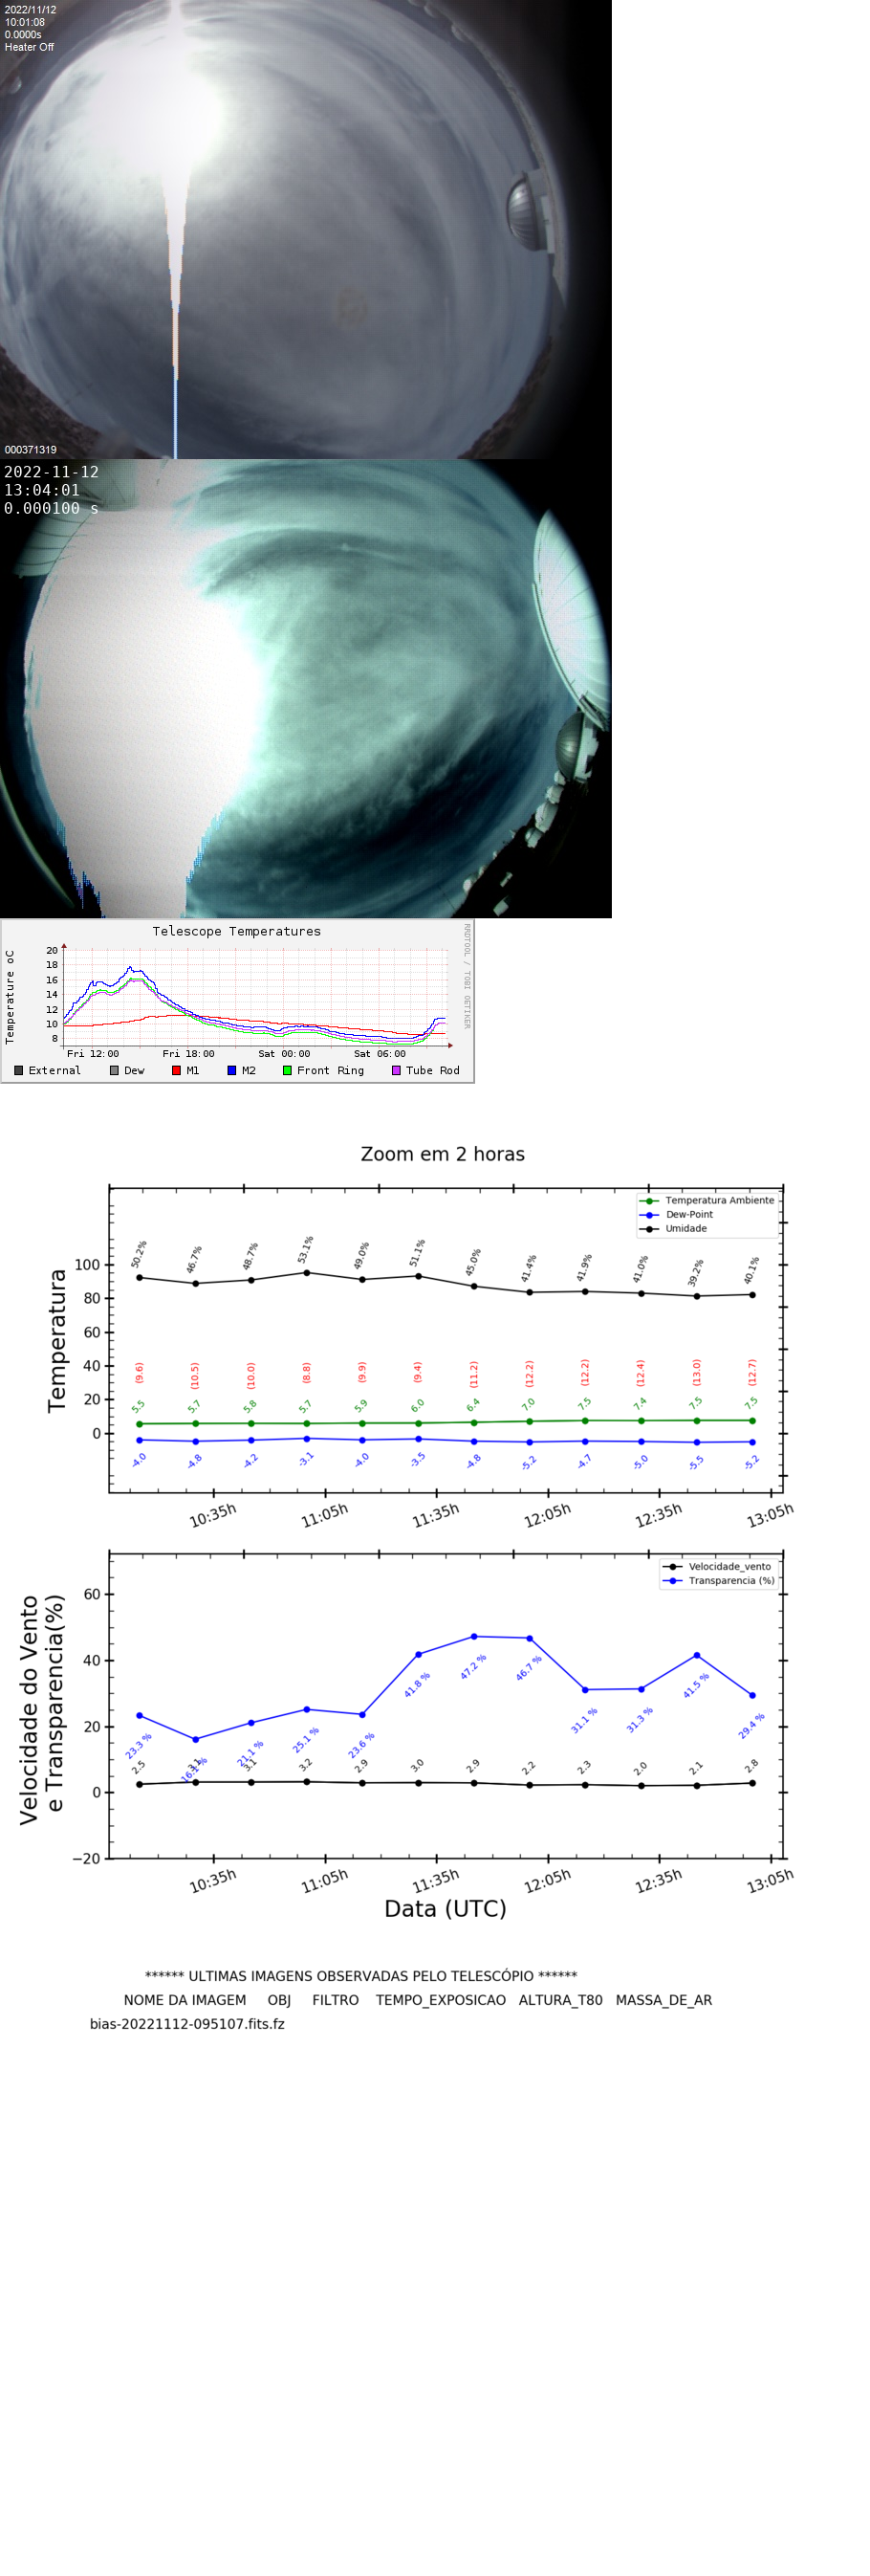 2022/11/12
10:01:08
0.0000s
Heater Off
000371319
2022-11-12
13:04:01
0.000100 s
Telescope Temperatures
RRDTOOL / TOBI OETIKER
Temperature oC
20
18
16
14
12
10
8
Fri 12:00 Fri 18:00 Sat 00:00 Sat 06:00
External Dew M1 M2 Front Ring Tube Rod
Zoom em 2 horas
Temperatura Ambiente
Dew-Point
Umidade
Temperatura
100
80
60
40
20
0
50.2% 46.7% 48.7% 53.1% 49.0% 51.1% 45.0% 41.4% 41.9% 41.0% 39.2% 40.1%
(9.6) (10.5) (10.0) (8.8) (9.9) (9.4) (11.2) (12.2) (12.2) (12.4) (13.0) (12.7)
5.5 5.7 5.8 5.7 5.9 6.0 6.4 7.0 7.5 7.4 7.5 7.5
-4.0 -4.8 -4.2 -3.1 -4.0 -3.5 -4.8 -5.2 -4.7 -5.0 -5.5 -5.2
10:35h 11:05h 11:35h 12:05h 12:35h 13:05h
Velocidade_vento
Transparencia (%)
Velocidade do Vento
e Transparencia(%)
60
40
20
0
−20
23.3 % 16.1 % 21.1 % 25.1 % 23.6 % 41.8 % 47.2 % 46.7 % 31.1 % 31.3 % 41.5 % 29.4 %
2.5 3.1 3.1 3.2 2.9 3.0 2.9 2.2 2.3 2.0 2.1 2.8
10:35h 11:05h 11:35h 12:05h 12:35h 13:05h
Data (UTC)
****** ULTIMAS IMAGENS OBSERVADAS PELO TELESCÓPIO ******
NOME DA IMAGEM OBJ FILTRO TEMPO_EXPOSICAO ALTURA_T80 MASSA_DE_AR
bias-20221112-095107.fits.fz